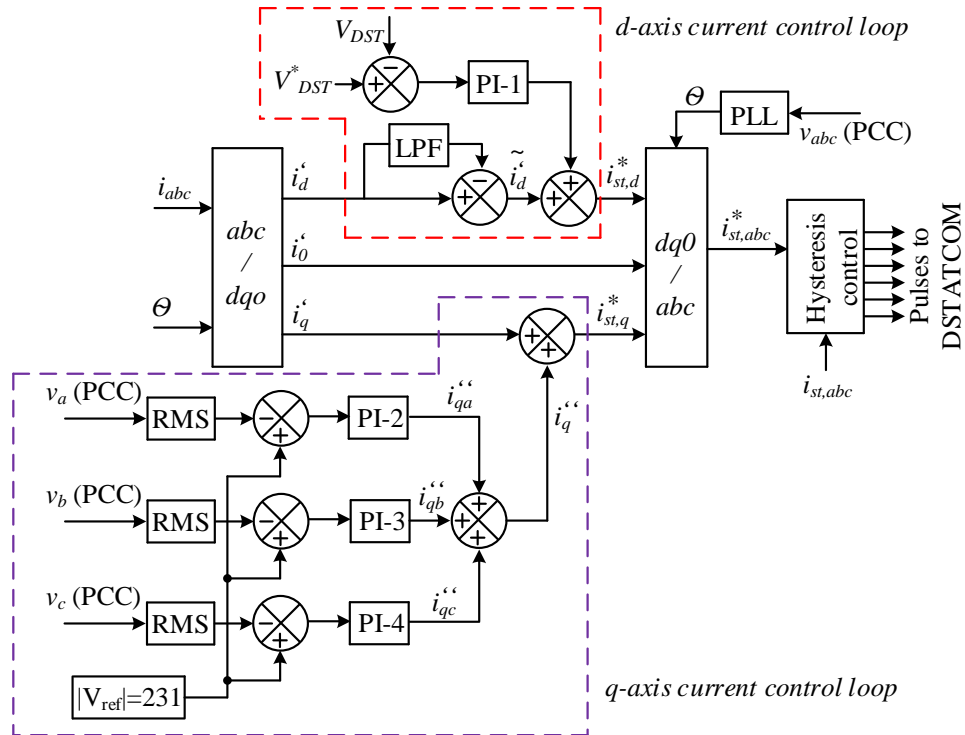 d-axis current control loop
V_DST
V*_DST
−
+
PI-1
Θ
PLL
v_abc (PCC)
LPF
i_abc
i‘_d
−
+
ĩ‘_d
+
+
i*_st,d
abc
/
dqo
i‘_0
dq0
/
abc
i*_st,abc
Hysteresis
control
Pulses to
DSTATCOM
Θ
i‘_q
+
+
i*_st,q
i_st,abc
v_a (PCC)
RMS
−
+
PI-2
i‘‘_qa
i‘‘_q
v_b (PCC)
RMS
−
+
PI-3
i‘‘_qb
+
+
+
v_c (PCC)
RMS
−
+
PI-4
i‘‘_qc
|V_ref|=231
q-axis current control loop